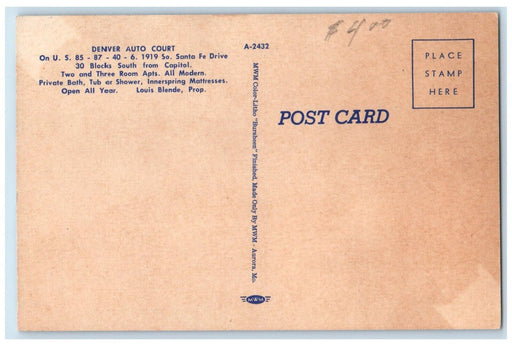 DENVER AUTO COURT
On U. S. 85 - 87 - 40 - 6. 1919 So. Santa Fe Drive
30 Blocks South from Capitol.
Two and Three Room Apts. All Modern.
Private Bath, Tub or Shower, Innerspring Mattresses.
Open All Year. Louis Blende, Prop.
A-2432
$ 4 00
PLACE
STAMP
HERE
POST CARD
MWM Color-Litho "Buraheen" Finished, Made Only By MWM - Aurora, Mo.
MWM